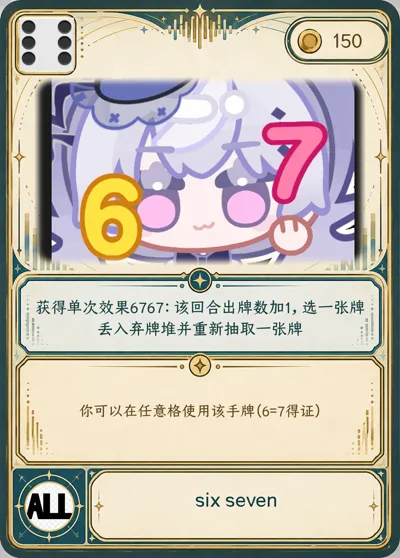 150
6 7
获得单次效果6767：该回合出牌数加1，选一张牌
丢入弃牌堆并重新抽取一张牌
你可以在任意格使用该手牌(6=7得证)
ALL
six seven